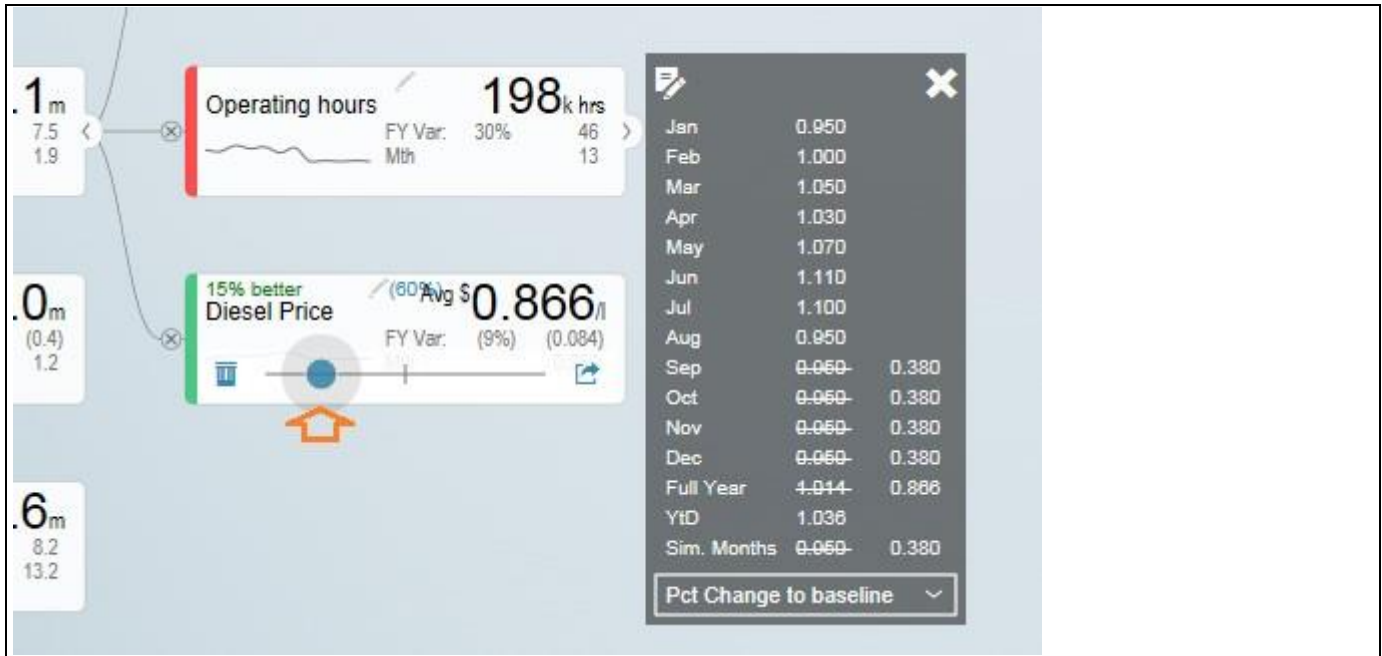 .1m
7.5
1.9
Operating hours
198k hrs
FY Var: 30% 46
Mth 13
.0m
(0.4)
1.2
15% better
Diesel Price
(60%)
Avg $0.866/l
FY Var: (9%) (0.084)
.6m
8.2
13.2
Jan 0.950
Feb 1.000
Mar 1.050
Apr 1.030
May 1.070
Jun 1.110
Jul 1.100
Aug 0.950
Sep 0.950 0.380
Oct 0.950 0.380
Nov 0.950 0.380
Dec 0.950 0.380
Full Year 1.014 0.866
YtD 1.036
Sim. Months 0.950 0.380
Pct Change to baseline